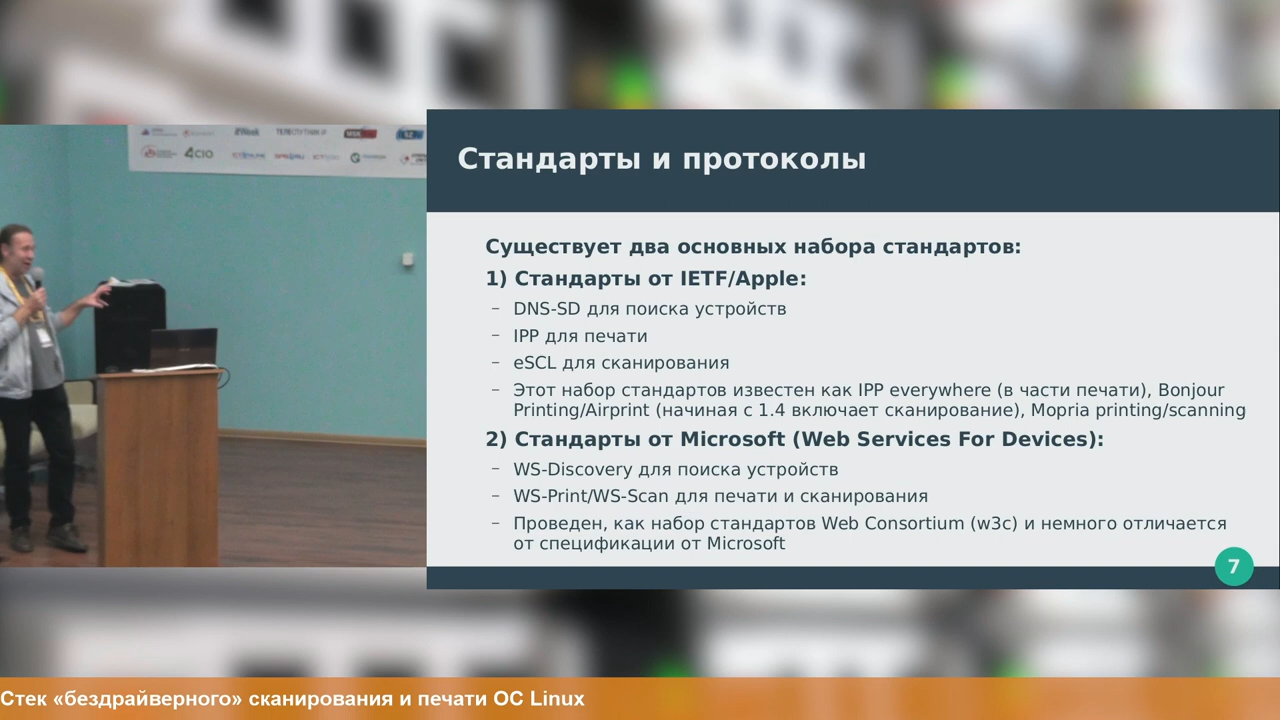 itWeek
ТЕЛЕСПУТНИК
4CIO
Стандарты и протоколы
Существует два основных набора стандартов:
1) Стандарты от IETF/Apple:
– DNS-SD для поиска устройств
– IPP для печати
– eSCL для сканирования
– Этот набор стандартов известен как IPP everywhere (в части печати), Bonjour
Printing/Airprint (начиная с 1.4 включает сканирование), Mopria printing/scanning
2) Стандарты от Microsoft (Web Services For Devices):
– WS-Discovery для поиска устройств
– WS-Print/WS-Scan для печати и сканирования
– Проведен, как набор стандартов Web Consortium (w3c) и немного отличается
от спецификации от Microsoft
7
Стек «бездрайверного» сканирования и печати ОС Linux